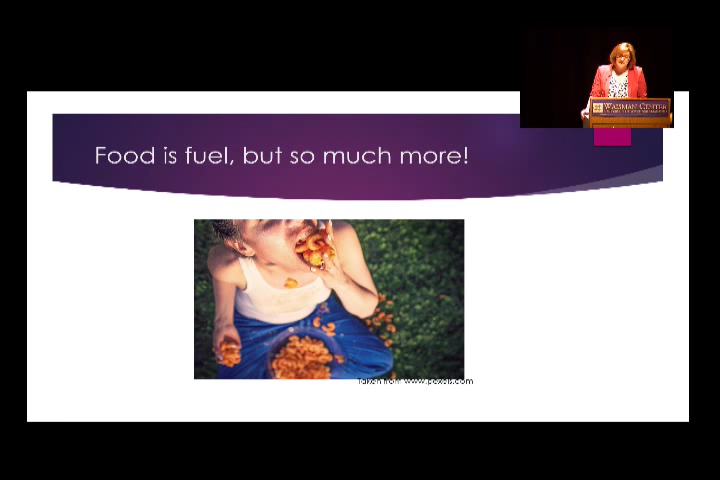 WAISMAN CENTER
Food is fuel, but so much more!
Taken from www.pexels.com